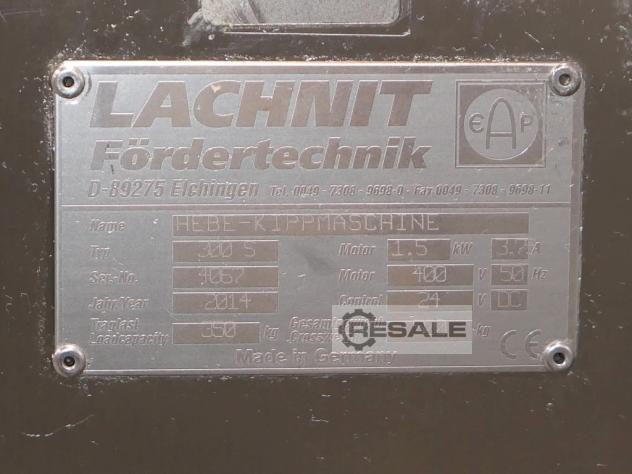 LACHNIT
Fördertechnik
EAP
D-89275 Elchingen Tel. 0049 - 7308 - 9698-0 · Fax 0049 - 7308 - 9698-11
Name HEBE-KIPPMASCHINE
Typ 300 S Motor 1.5 kW A
Ser.-No. 4067 Motor 400 V 50 Hz
Jahr/Year 2014 Control 24 V DC
Traglast
Loadcapacity 350 kg kg
RESALE
CE
Made by Germany